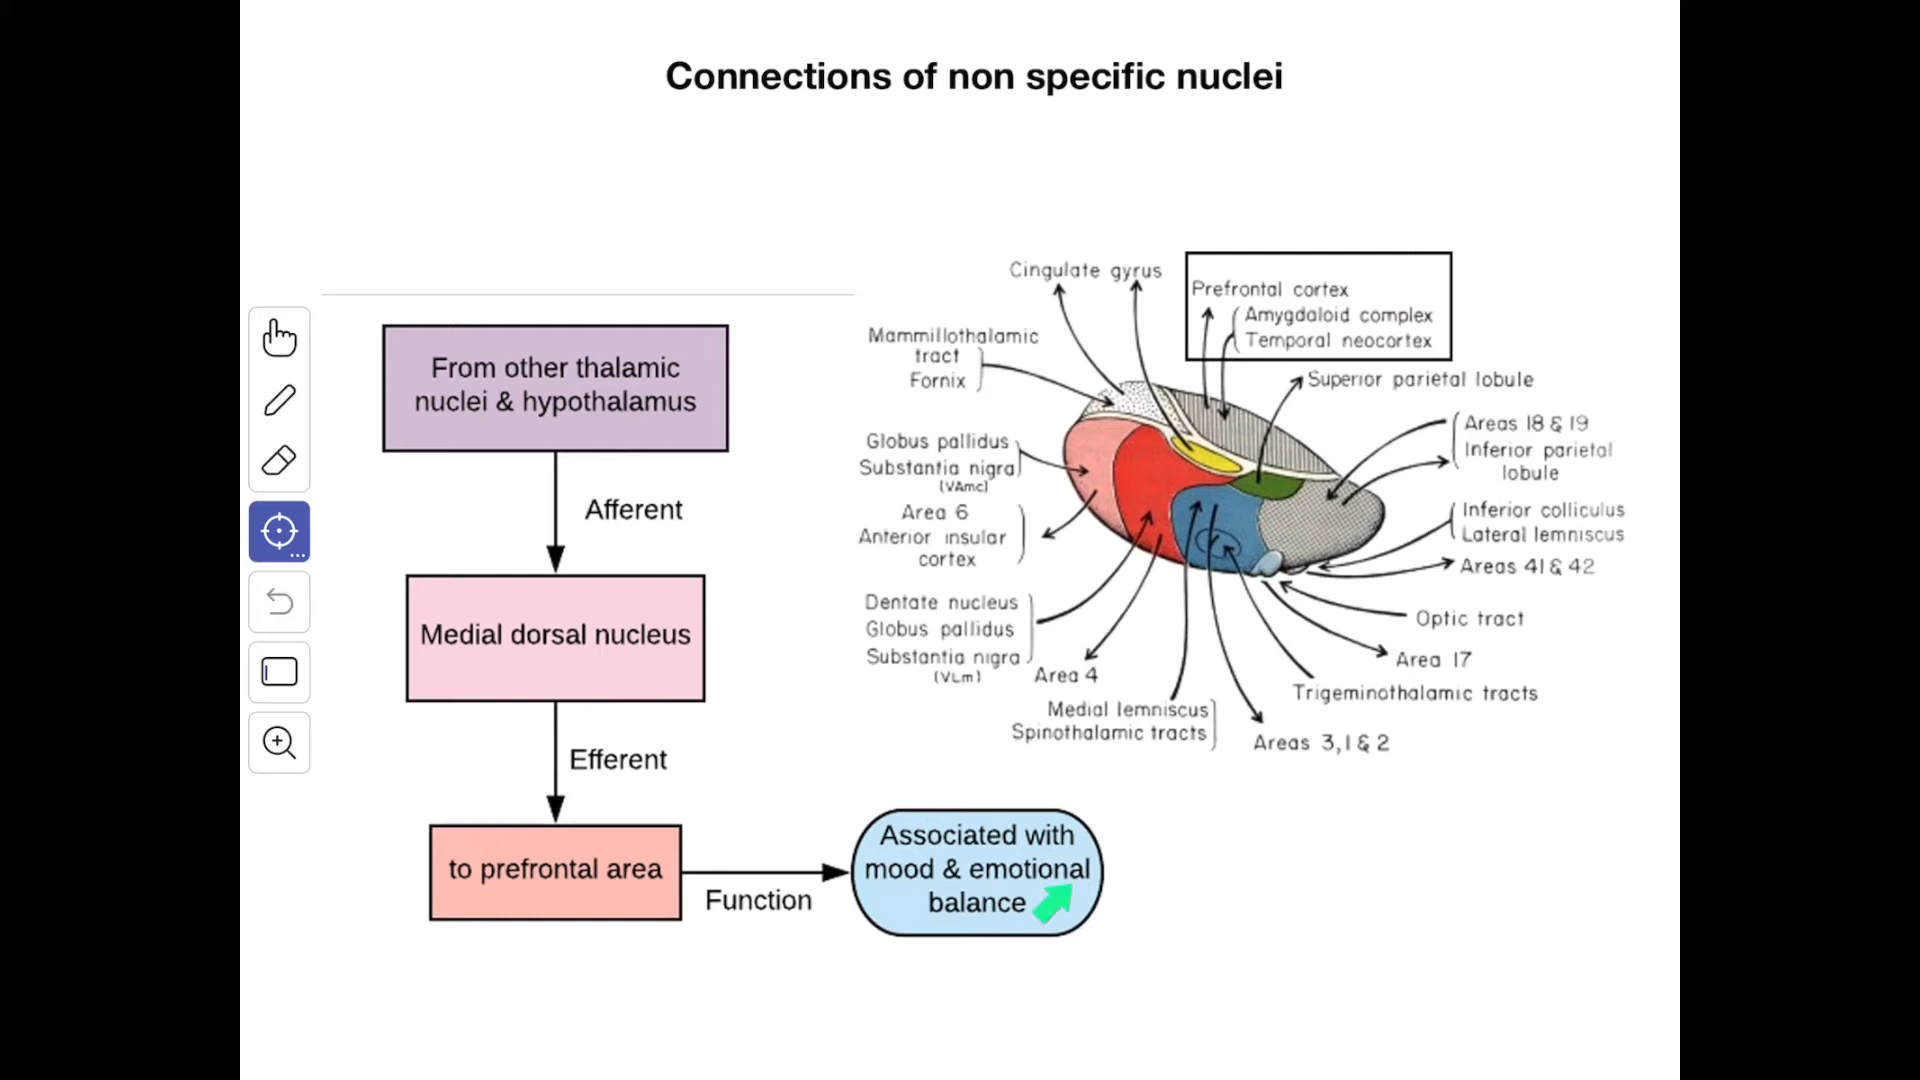 Connections of non specific nuclei
From other thalamic
nuclei & hypothalamus
Afferent
Medial dorsal nucleus
Efferent
to prefrontal area
Function
Associated with
mood & emotional
balance
Cingulate gyrus
Prefrontal cortex
Amygdaloid complex
Temporal neocortex
Mammillothalamic
tract
Fornix
Superior parietal lobule
Areas 18 & 19
Inferior parietal
lobule
Globus pallidus
Substantia nigra
(VAmc)
Area 6
Anterior insular
cortex
Inferior colliculus
Lateral lemniscus
Areas 41 & 42
Dentate nucleus
Globus pallidus
Substantia nigra
(VLm)
Area 4
Optic tract
Area 17
Trigeminothalamic tracts
Medial lemniscus
Spinothalamic tracts
Areas 3,1 & 2